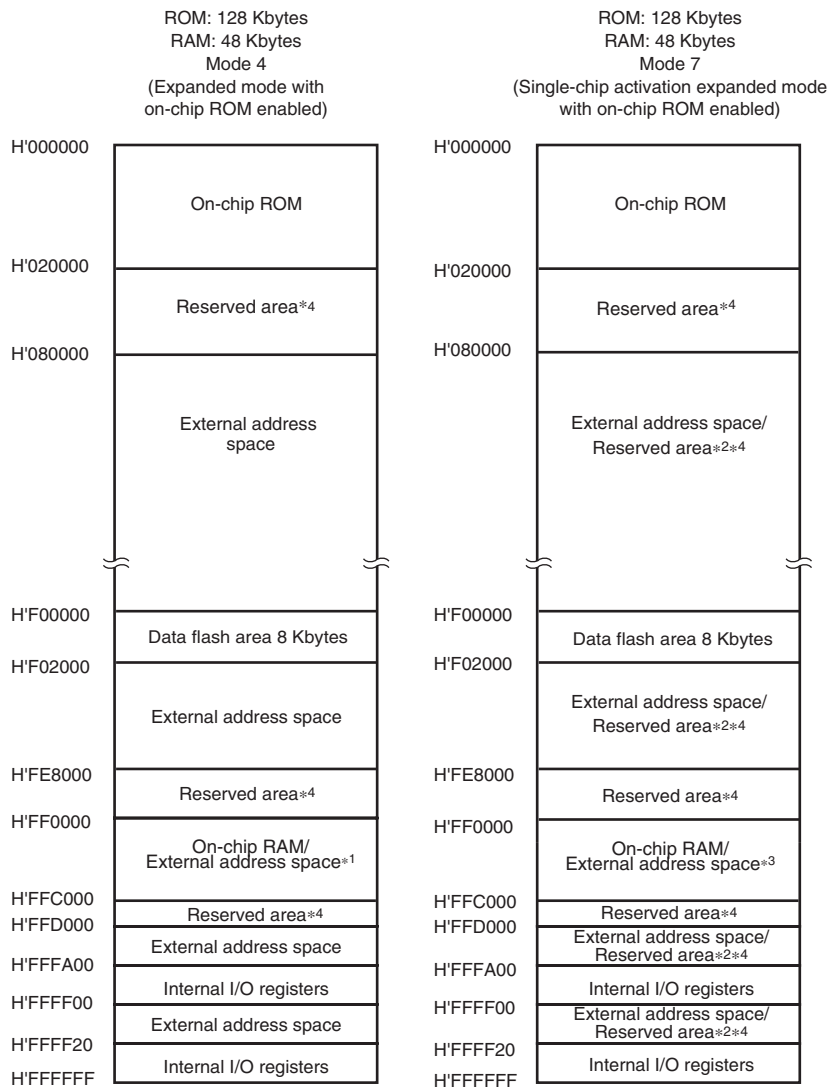 ROM: 128 Kbytes
RAM: 48 Kbytes
Mode 4
(Expanded mode with
on-chip ROM enabled)
H'000000
On-chip ROM
H'020000
Reserved area*4
H'080000
External address
space
H'F00000
Data flash area 8 Kbytes
H'F02000
External address space
H'FE8000
Reserved area*4
H'FF0000
On-chip RAM/
External address space*1
H'FFC000
Reserved area*4
H'FFD000
External address space
H'FFFA00
Internal I/O registers
H'FFFF00
External address space
H'FFFF20
Internal I/O registers
H'FFFFFF
ROM: 128 Kbytes
RAM: 48 Kbytes
Mode 7
(Single-chip activation expanded mode
with on-chip ROM enabled)
H'000000
On-chip ROM
H'020000
Reserved area*4
H'080000
External address space/
Reserved area*2*4
H'F00000
Data flash area 8 Kbytes
H'F02000
External address space/
Reserved area*2*4
H'FE8000
Reserved area*4
H'FF0000
On-chip RAM/
External address space*3
H'FFC000
Reserved area*4
H'FFD000
External address space/
Reserved area*2*4
H'FFFA00
Internal I/O registers
H'FFFF00
External address space/
Reserved area*2*4
H'FFFF20
Internal I/O registers
H'FFFFFF